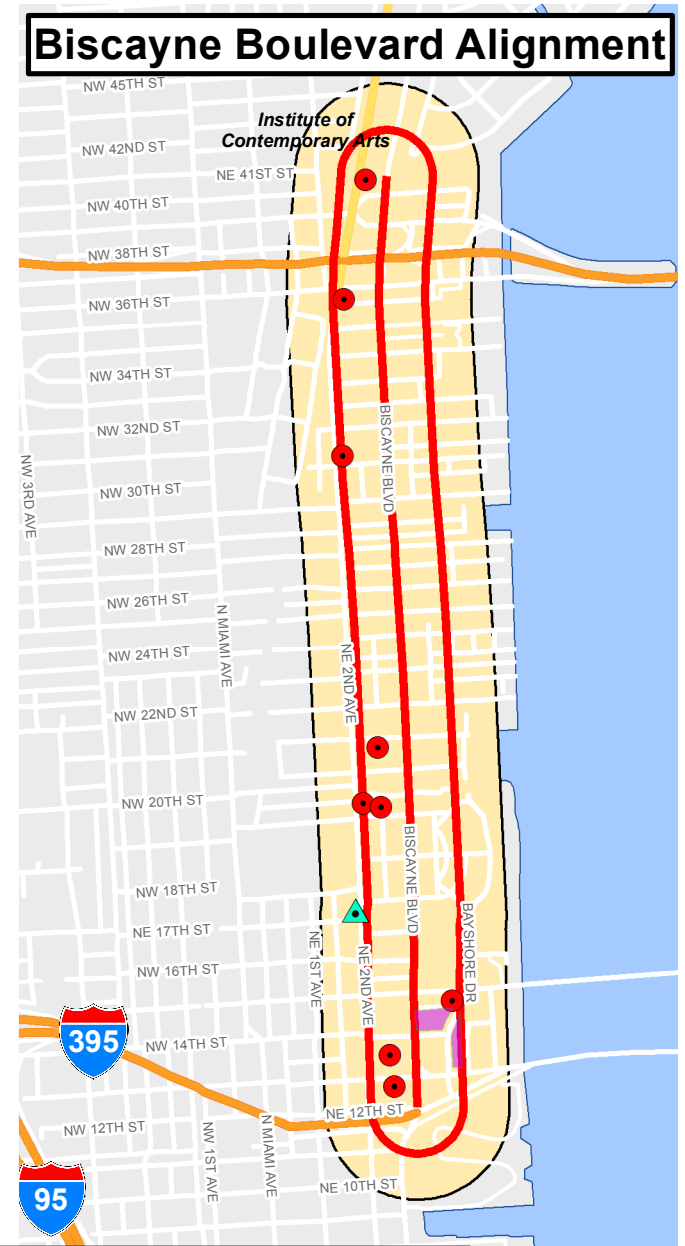 Biscayne Boulevard Alignment
NW 45TH ST
Institute of
Contemporary Arts
NW 42ND ST
NE 41ST ST
NW 40TH ST
NW 38TH ST
NW 36TH ST
NW 34TH ST
BISCAYNE BLVD
NW 32ND ST
NW 3RD AVE
NW 30TH ST
NW 28TH ST
NW 26TH ST
N MIAMI AVE
NW 24TH ST
NE 2ND AVE
NW 22ND ST
NW 20TH ST
BISCAYNE BLVD
NW 18TH ST
BAYSHORE DR
NE 17TH ST
NE 1ST AVE
NE 2ND AVE
NW 16TH ST
395
NW 14TH ST
NE 12TH ST
NW 12TH ST
NW 1ST AVE
N MIAMI AVE
NE 10TH ST
95